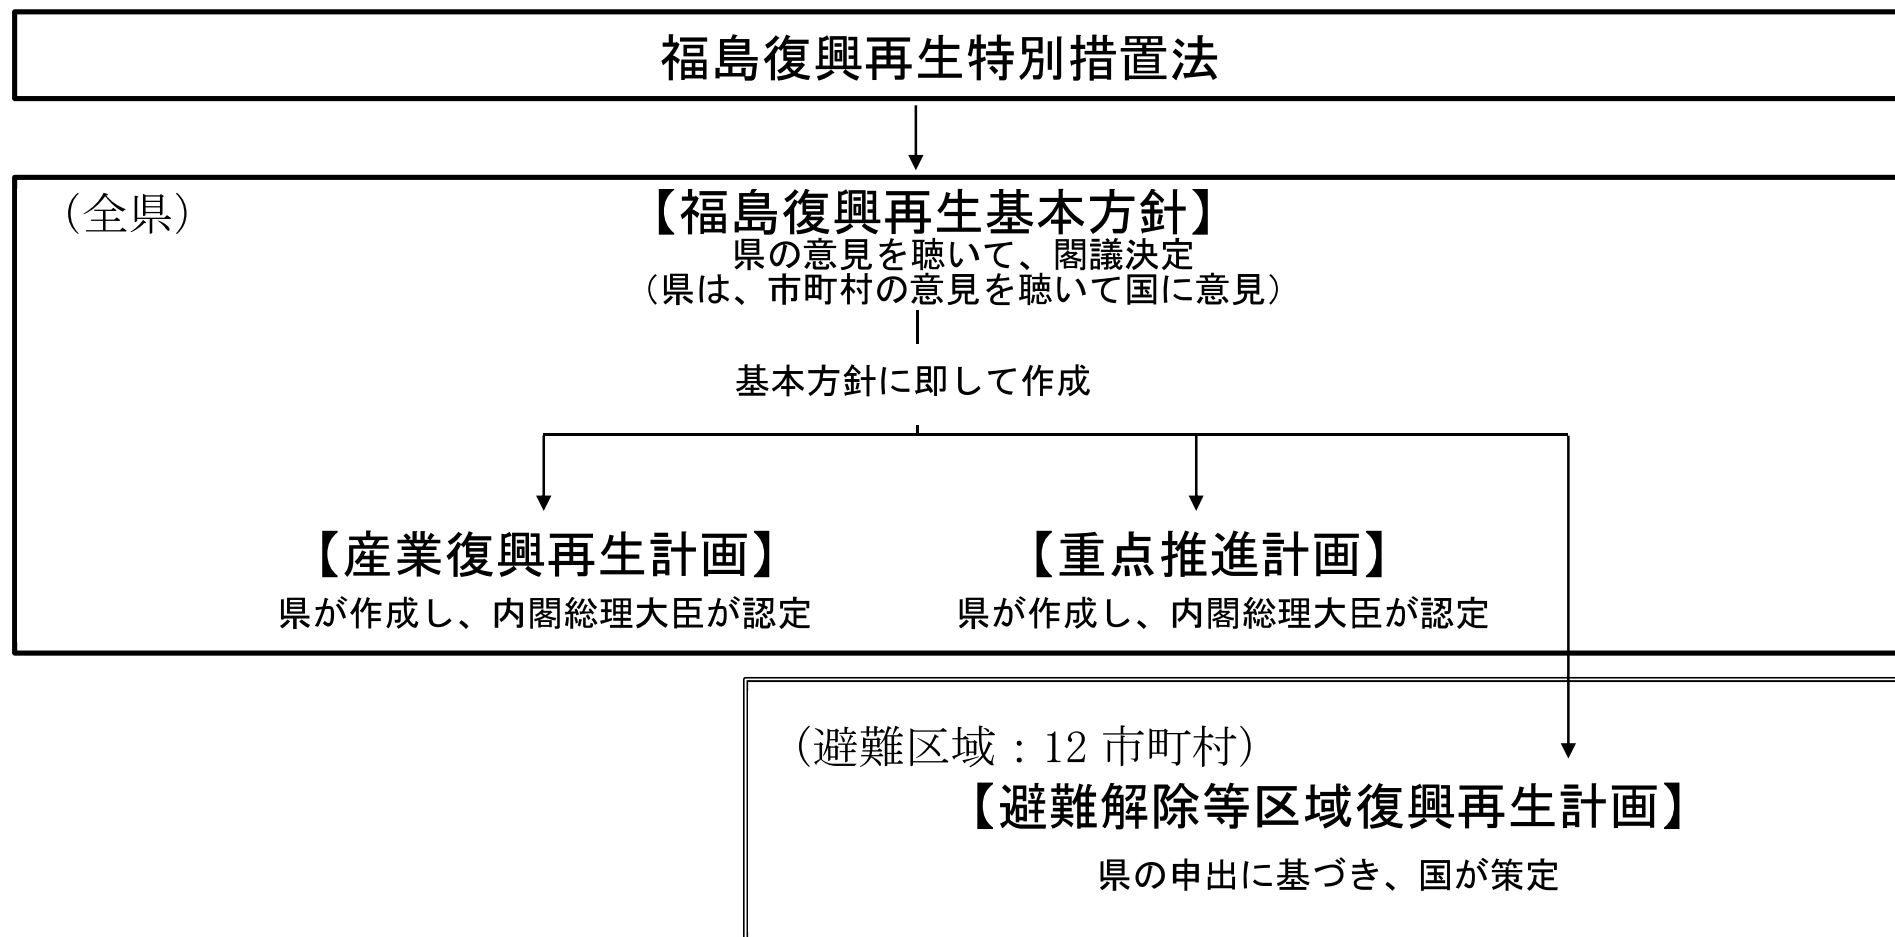 福島復興再生特別措置法
（全県）
【福島復興再生基本方針】
県の意見を聴いて、閣議決定
（県は、市町村の意見を聴いて国に意見）
基本方針に即して作成
【産業復興再生計画】
県が作成し、内閣総理大臣が認定
【重点推進計画】
県が作成し、内閣総理大臣が認定
（避難区域：12 市町村）
【避難解除等区域復興再生計画】
県の申出に基づき、国が策定